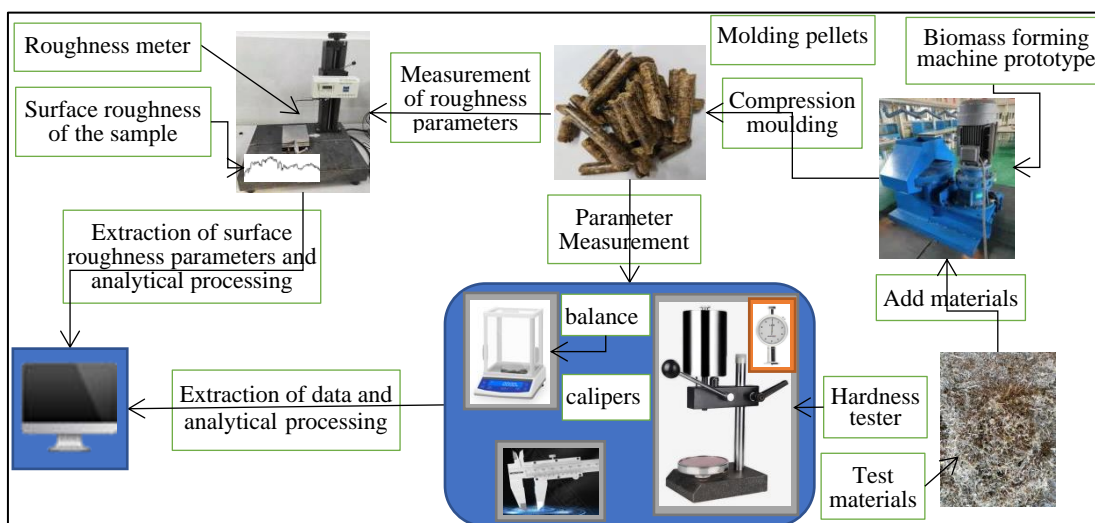 Roughness meter
Surface roughness
of the sample
Measurement
of roughness
parameters
Molding pellets
Compression
moulding
Biomass forming
machine prototype
Extraction of surface
roughness parameters and
analytical processing
Parameter
Measurement
Add materials
balance
calipers
Extraction of data and
analytical processing
Hardness
tester
Test
materials